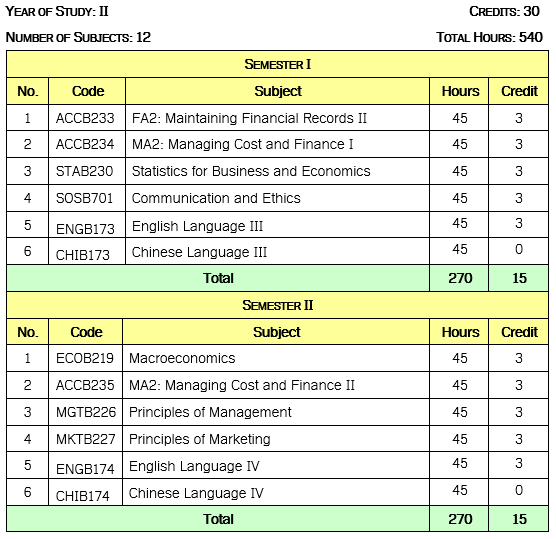 YEAR OF STUDY: II CREDITS: 30
NUMBER OF SUBJECTS: 12 TOTAL HOURS: 540
SEMESTER I
No. Code Subject Hours Credit
1 ACCB233 FA2: Maintaining Financial Records II 45 3
2 ACCB234 MA2: Managing Cost and Finance I 45 3
3 STAB230 Statistics for Business and Economics 45 3
4 SOSB701 Communication and Ethics 45 3
5 ENGB173 English Language III 45 3
6 CHIB173 Chinese Language III 45 0
Total 270 15
SEMESTER II
No. Code Subject Hours Credit
1 ECOB219 Macroeconomics 45 3
2 ACCB235 MA2: Managing Cost and Finance II 45 3
3 MGTB226 Principles of Management 45 3
4 MKTB227 Principles of Marketing 45 3
5 ENGB174 English Language IV 45 3
6 CHIB174 Chinese Language IV 45 0
Total 270 15